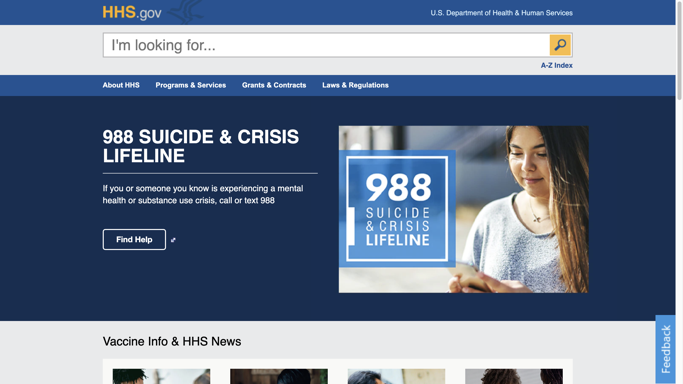 HHS.gov
U.S. Department of Health & Human Services
I'm looking for...
A-Z Index
About HHS
Programs & Services
Grants & Contracts
Laws & Regulations
988 SUICIDE & CRISIS
LIFELINE
If you or someone you know is experiencing a mental
health or substance use crisis, call or text 988
Find Help
988
SUICIDE
& CRISIS
LIFELINE
Vaccine Info & HHS News
Feedback